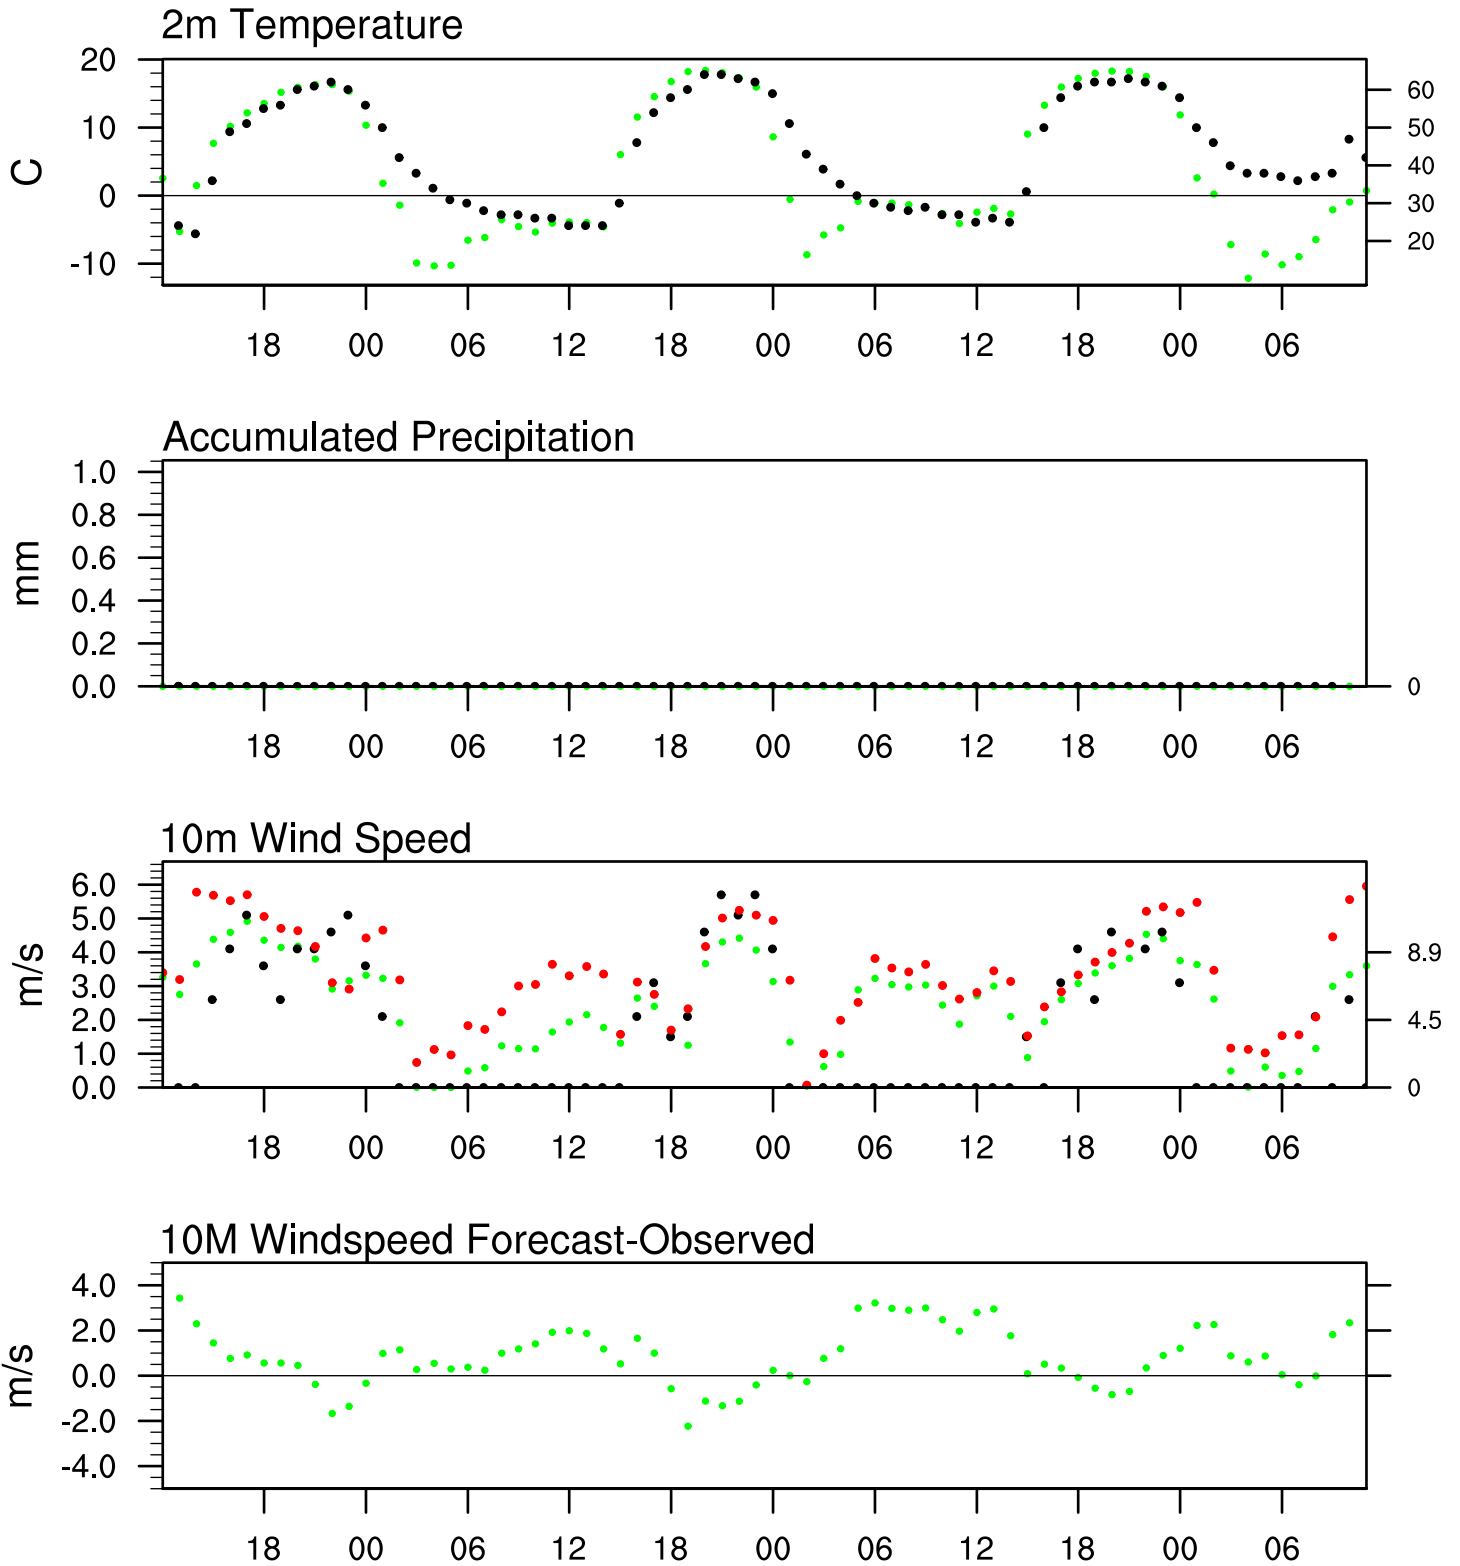 2m Temperature
20
10
0
-10
C
60
50
40
30
20
18 00 06 12 18 00 06 12 18 00 06
Accumulated Precipitation
1.0
0.8
0.6
0.4
0.2
0.0
mm
0
18 00 06 12 18 00 06 12 18 00 06
10m Wind Speed
6.0
5.0
4.0
3.0
2.0
1.0
0.0
m/s
8.9
4.5
0
18 00 06 12 18 00 06 12 18 00 06
10M Windspeed Forecast-Observed
4.0
2.0
0.0
-2.0
-4.0
m/s
18 00 06 12 18 00 06 12 18 00 06